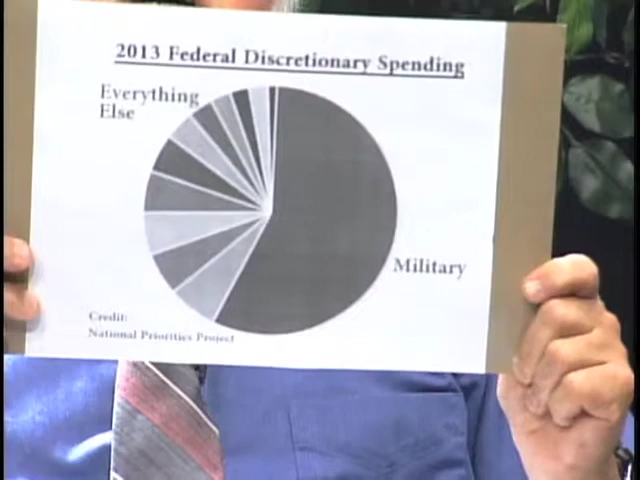 2013 Federal Discretionary Spending
Everything
Else
Military
Credit:
National Priorities Project